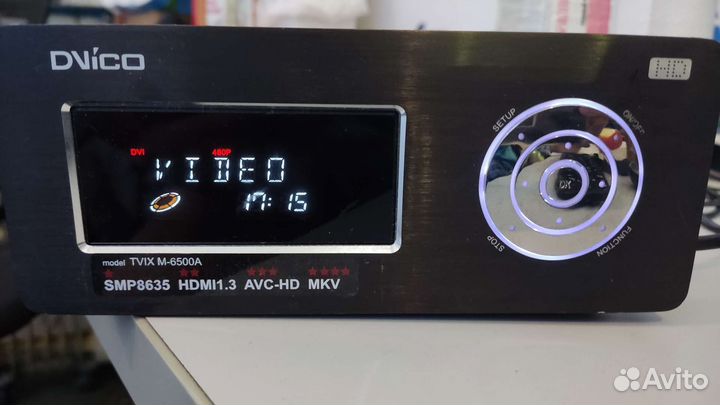 DViCO
HD
DVI 480P
VIDEO
17:15
SETUP
ON/OFF
OK
STOP
FUNCTION
model TVIX M-6500A
SMP8635 HDMI1.3 AVC-HD MKV
Avito